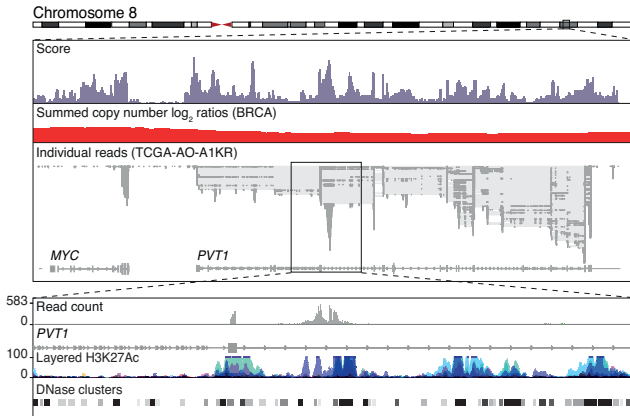 Chromosome 8
Score
Summed copy number log2 ratios (BRCA)
Individual reads (TCGA-AO-A1KR)
MYC
PVT1
583
Read count
0
PVT1
100
Layered H3K27Ac
0
DNase clusters